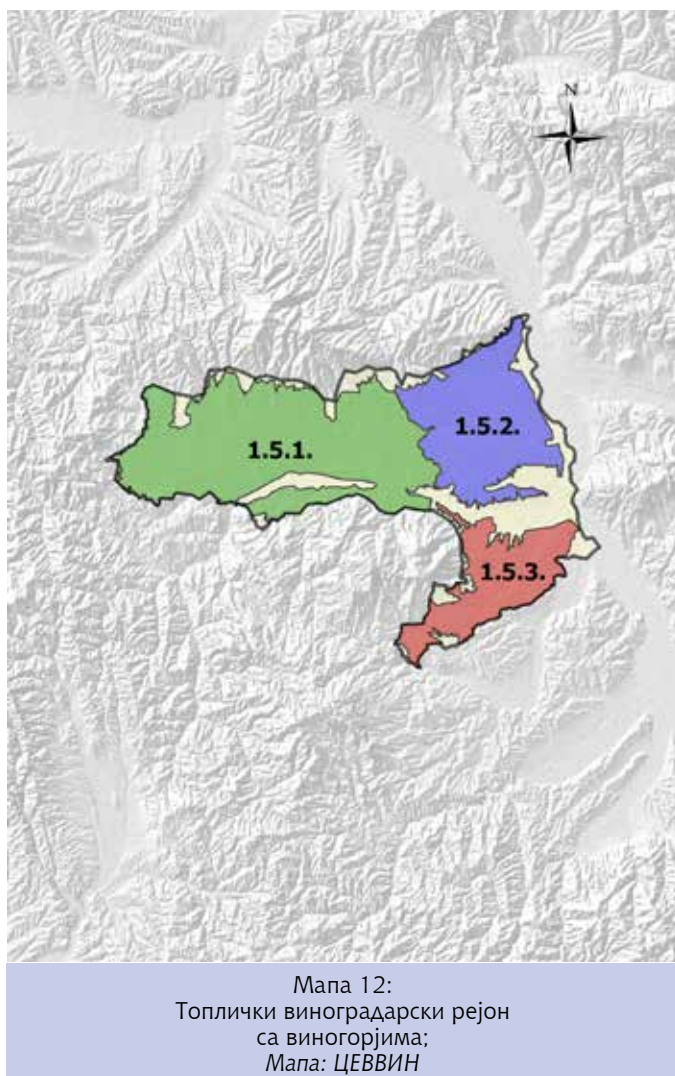 N
1.5.1.
1.5.2.
1.5.3.
Мапа 12:
Топлички виноградарски рејон
са виногорјима;
Мапа: ЦЕВВИН